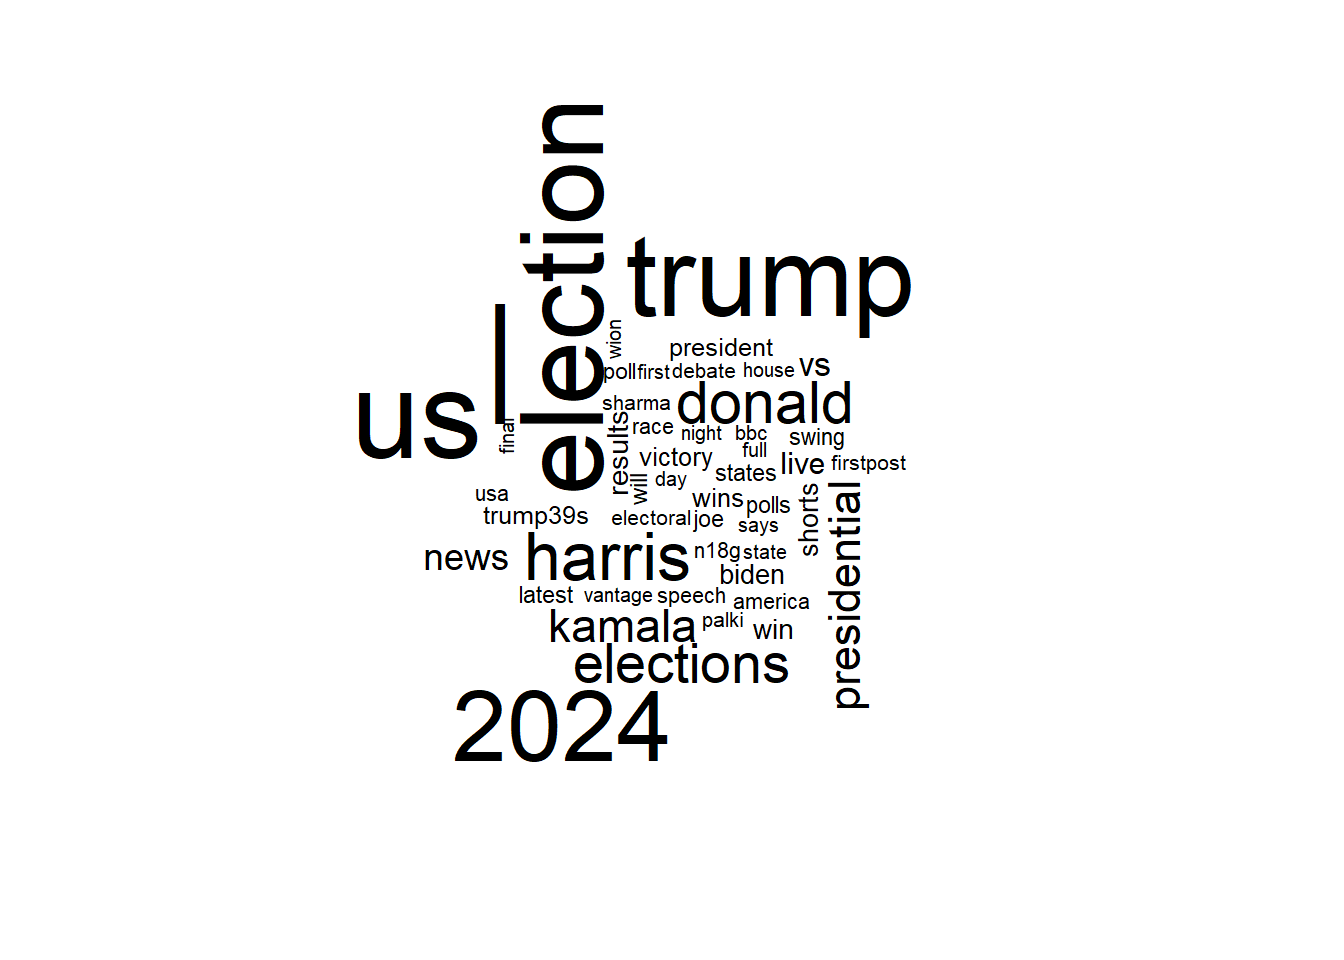 election
trump
|
wion
president
us
poll
first
debate
house
vs
donald
sharma
final
results
race
night
bbc
swing
victory
full
will
day
states
live
firstpost
usa
wins
polls
shorts
presidential
trump39s
electoral
joe
says
news
harris
n18g
state
biden
latest
vantage
speech
america
kamala
palki
win
elections
2024